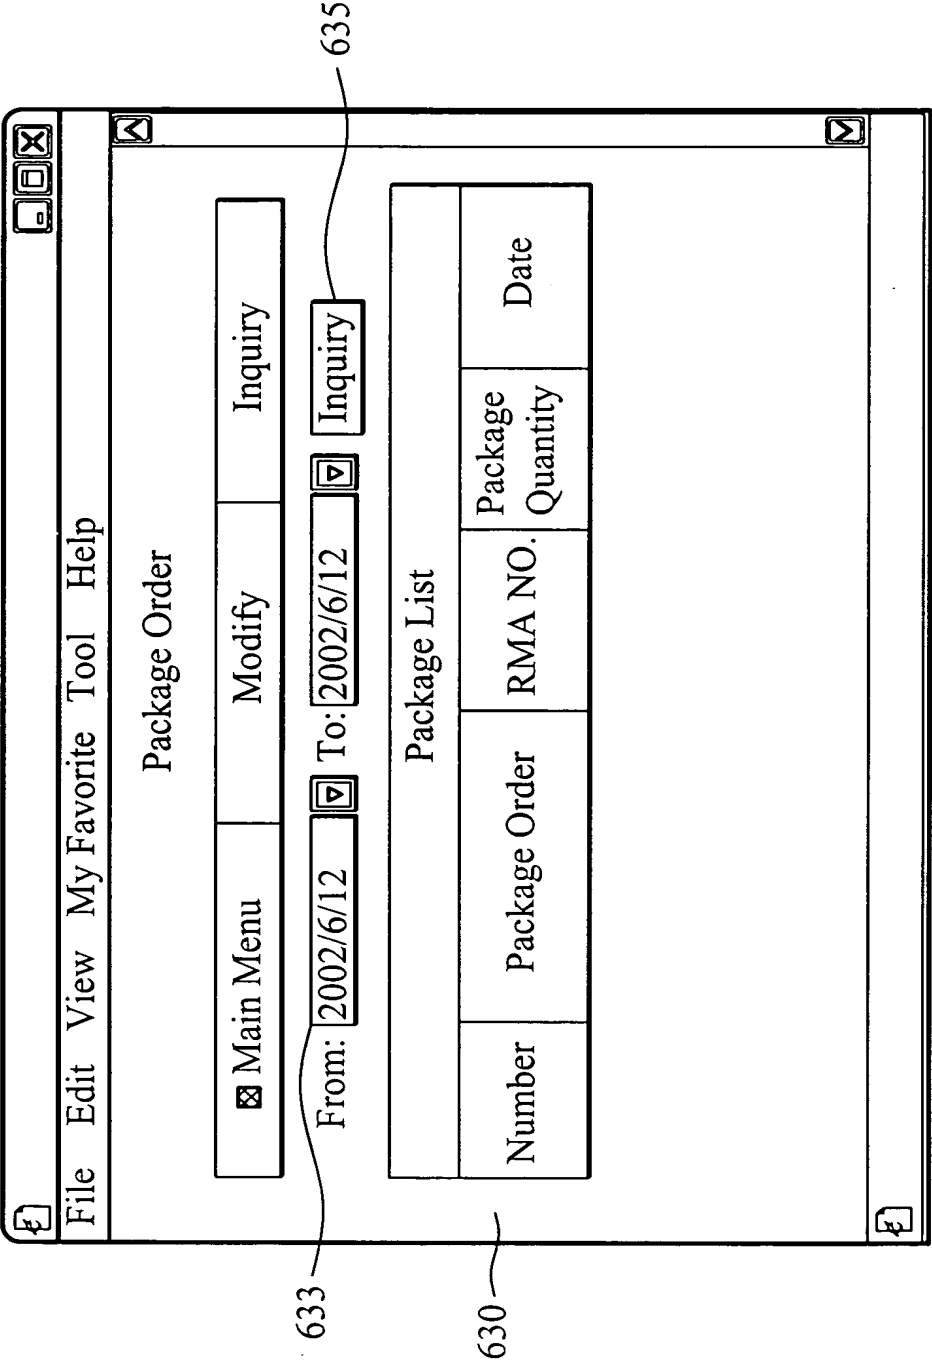 File Edit View My Favorite Tool Help
Package Order
Main Menu Modify Inquiry
From: 2002/6/12 To: 2002/6/12 Inquiry
Package List
Number Package Order RMA NO. Package Quantity Date
633
635
630